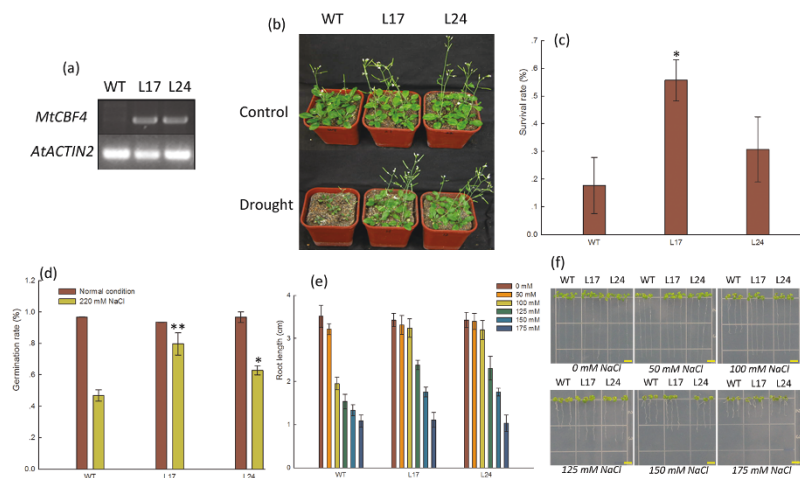 (a)
WT L17 L24
MtCBF4
AtACTIN2
(b)
WT L17 L24
Control
Drought
(c)
Survival rate (%)
.7
.6
.5
.4
.3
.2
.1
0
*
WT L17 L24
(d)
Normal condition
220 mM NaCl
Germination rate (%)
1.0
.8
.6
.4
.2
0
**
*
WT L17 L24
(e)
0 mM
50 mM
100 mM
125 mM
150 mM
175 mM
Root length (cm)
4
3
2
1
0
WT L17 L24
(f)
WT L17 L24 WT L17 L24 WT L17 L24
0 mM NaCl 50 mM NaCl 100 mM NaCl
WT L17 L24 WT L17 L24 WT L17 L24
125 mM NaCl 150 mM NaCl 175 mM NaCl